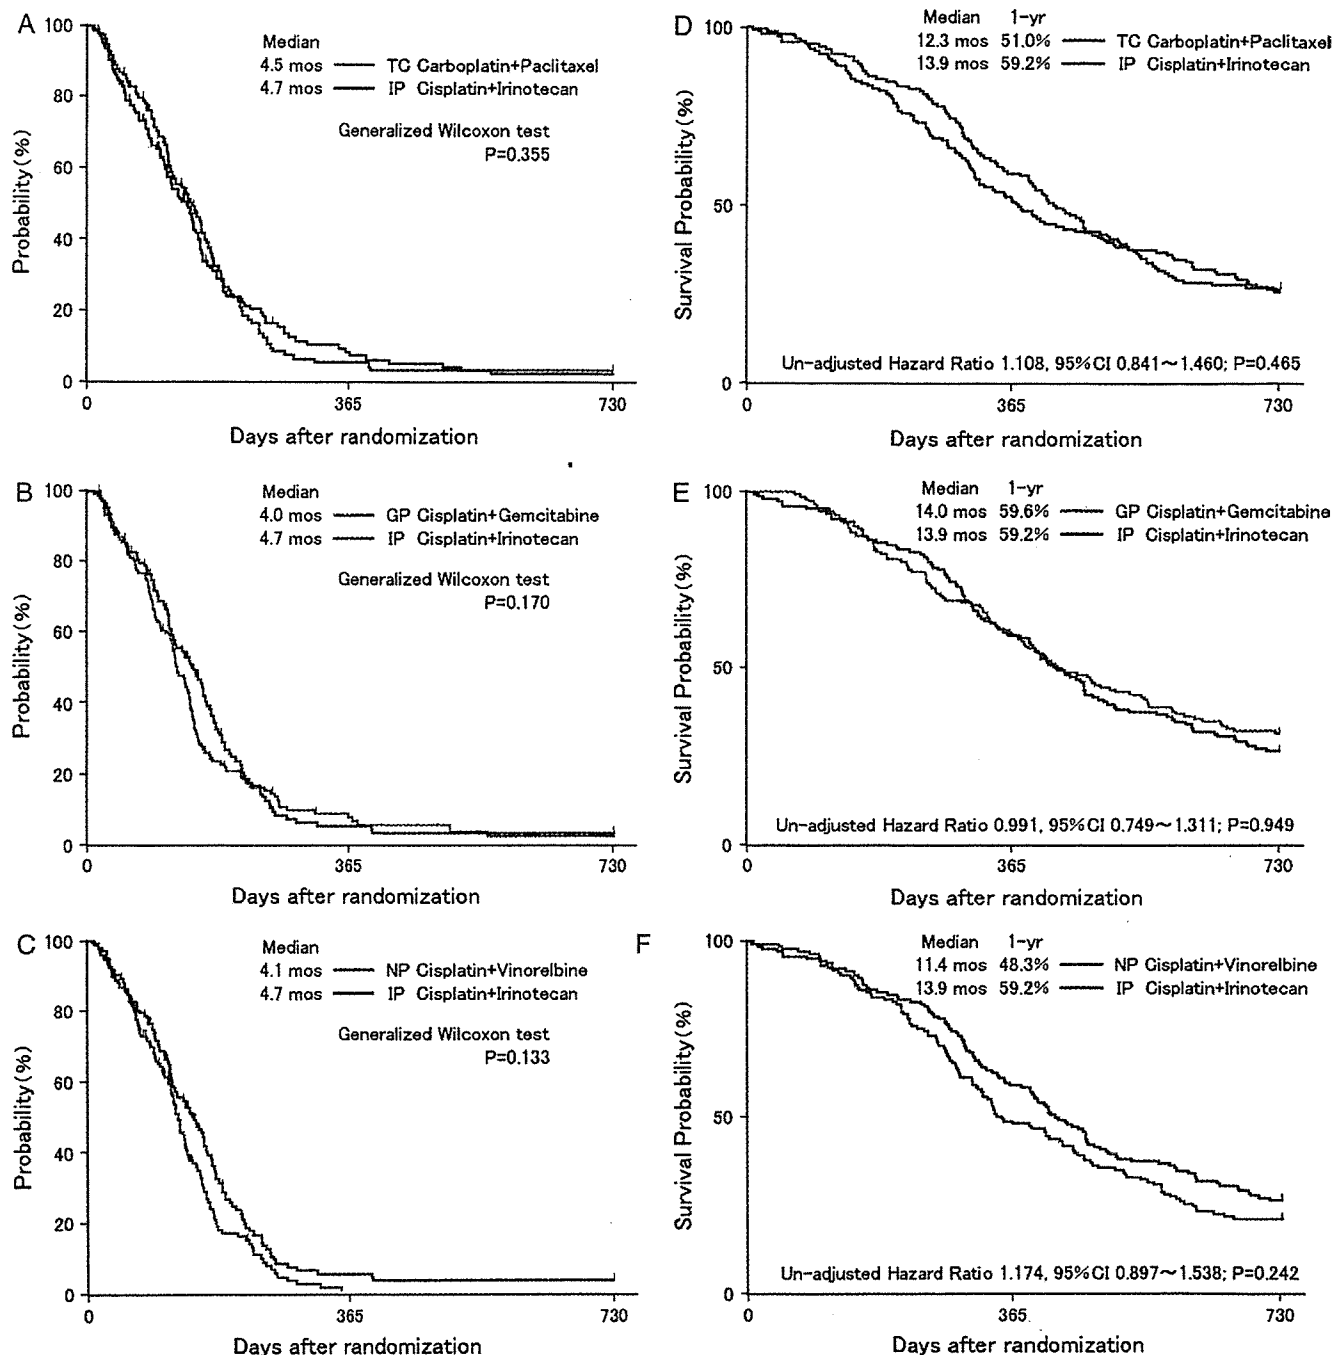 A
Probability(%)
100
80
60
40
20
0
Median
4.5 mos TC Carboplatin+Paclitaxel
4.7 mos IP Cisplatin+Irinotecan
Generalized Wilcoxon test
P=0.355
0 365 730
Days after randomization
D
Survival Probability(%)
100
50
0
Median 1-yr
12.3 mos 51.0% TC Carboplatin+Paclitaxel
13.9 mos 59.2% IP Cisplatin+Irinotecan
Un-adjusted Hazard Ratio 1.108, 95%CI 0.841~1.460; P=0.465
0 365 730
Days after randomization
B
Probability(%)
100
80
60
40
20
0
Median
4.0 mos GP Cisplatin+Gemcitabine
4.7 mos IP Cisplatin+Irinotecan
Generalized Wilcoxon test
P=0.170
0 365 730
Days after randomization
E
Survival Probability(%)
100
50
0
Median 1-yr
14.0 mos 59.6% GP Cisplatin+Gemcitabine
13.9 mos 59.2% IP Cisplatin+Irinotecan
Un-adjusted Hazard Ratio 0.991, 95%CI 0.749~1.311; P=0.949
0 365 730
Days after randomization
C
Probability(%)
100
80
60
40
20
0
Median
4.1 mos NP Cisplatin+Vinorelbine
4.7 mos IP Cisplatin+Irinotecan
Generalized Wilcoxon test
P=0.133
0 365 730
Days after randomization
F
Survival Probability(%)
100
50
0
Median 1-yr
11.4 mos 48.3% NP Cisplatin+Vinorelbine
13.9 mos 59.2% IP Cisplatin+Irinotecan
Un-adjusted Hazard Ratio 1.174, 95%CI 0.897~1.538; P=0.242
0 365 730
Days after randomization